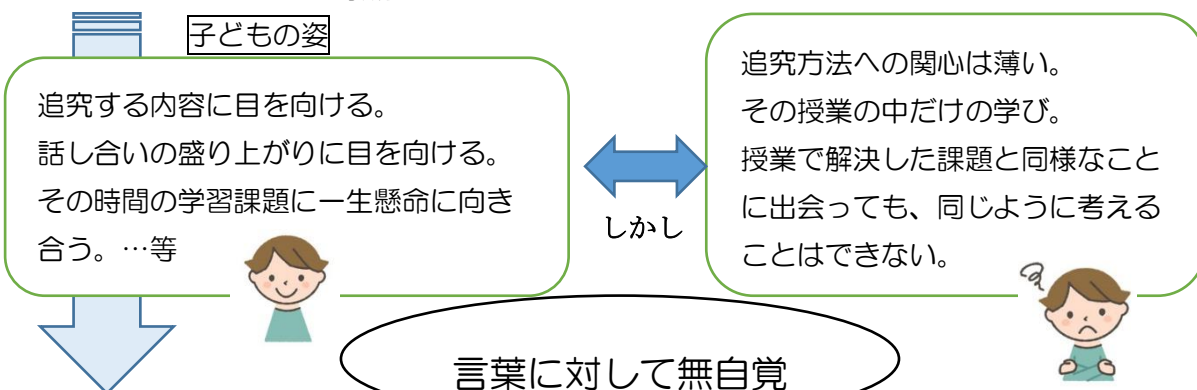 子どもの姿
追究する内容に目を向ける。
話し合いの盛り上がりに目を向ける。
その時間の学習課題に一生懸命に向き
合う。…等
しかし
追究方法への関心は薄い。
その授業の中だけの学び。
授業で解決した課題と同様なこと
に出会っても、同じように考える
ことはできない。
言葉に対して無自覚